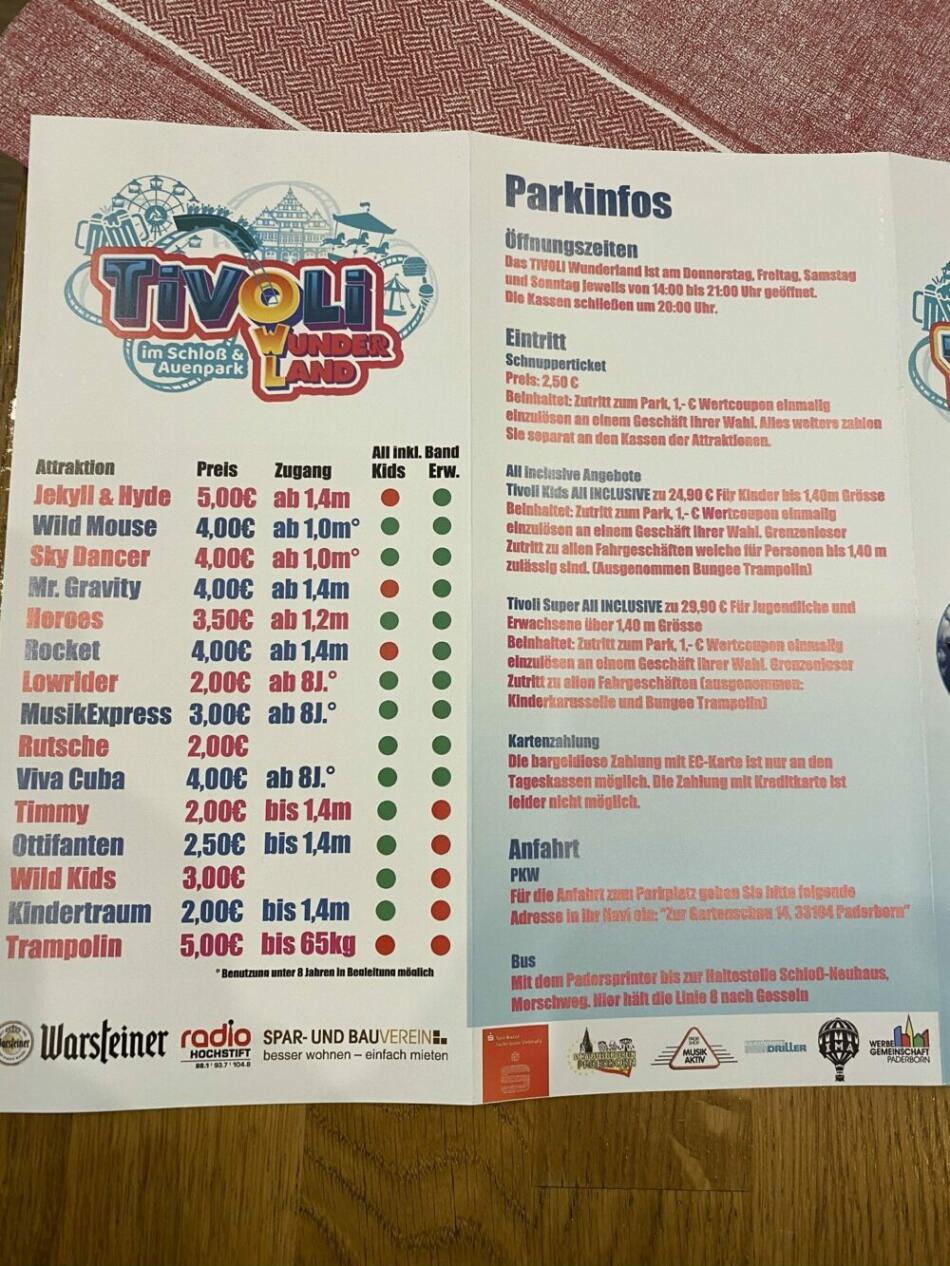 TIVOLI
OWL
WUNDER
LAND
im Schloß &
Auenpark
All inkl. Band
Attraktion Preis Zugang Kids Erw.
Jekyll & Hyde 5,00€ ab 1,4m
Wild Mouse 4,00€ ab 1,0m°
Sky Dancer 4,00€ ab 1,0m°
Mr. Gravity 4,00€ ab 1,4m
Heroes 3,50€ ab 1,2m
Rocket 4,00€ ab 1,4m
Lowrider 2,00€ ab 8J.°
MusikExpress 3,00€ ab 8J.°
Rutsche 2,00€
Viva Cuba 4,00€ ab 8J.°
Timmy 2,00€ bis 1,4m
Ottifanten 2,50€ bis 1,4m
Wild Kids 3,00€
Kindertraum 2,00€ bis 1,4m
Trampolin 5,00€ bis 65kg
° Benutzung unter 8 Jahren in Begleitung möglich
Warsteiner
radio
HOCHSTIFT
88.1 | 93.7 | 104.8
SPAR- UND BAUVEREIN
besser wohnen – einfach mieten
Parkinfos
Öffnungszeiten
Das TIVOLI Wunderland ist am Donnerstag, Freitag, Samstag
und Sonntag jeweils von 14:00 bis 21:00 Uhr geöffnet.
Die Kassen schließen um 20:00 Uhr.
Eintritt
Schnupperticket
Preis: 2,50 €
Beinhaltet: Zutritt zum Park, 1,- € Wertcoupon einmalig
einzulösen an einem Geschäft Ihrer Wahl. Alles weitere zahlen
Sie separat an den Kassen der Attraktionen.
All inclusive Angebote
Tivoli Kids All INCLUSIVE zu 24,90 € Für Kinder bis 1,40m Grösse
Beinhaltet: Zutritt zum Park, 1,- € Wertcoupon einmalig
einzulösen an einem Geschäft Ihrer Wahl. Grenzenloser
Zutritt zu allen Fahrgeschäften welche für Personen bis 1,40 m
zulässig sind. (Ausgenommen Bungee Trampolin)
Tivoli Super All INCLUSIVE zu 29,90 € Für Jugendliche und
Erwachsene über 1,40 m Grösse
Beinhaltet: Zutritt zum Park, 1,- € Wertcoupon einmalig
einzulösen an einem Geschäft Ihrer Wahl. Grenzenloser
Zutritt zu allen Fahrgeschäften (ausgenommen:
Kinderkarusselle und Bungee Trampolin)
Kartenzahlung
Die bargeldlose Zahlung mit EC-Karte ist nur an den
Tageskassen möglich. Die Zahlung mit Kreditkarte ist
leider nicht möglich.
Anfahrt
PKW
Für die Anfahrt zum Parkplatz geben Sie bitte folgende
Adresse in ihr Navi ein: "Zur Gartenschau 14, 33104 Paderborn"
Bus
Mit dem Padersprinter bis zur Haltestelle Schloß-Neuhaus,
Merschweg. Hier hält die Linie 8 nach Gesseln
MUSIK
AKTIV
DRILLER
WERBE
GEMEINSCHAFT
PADERBORN